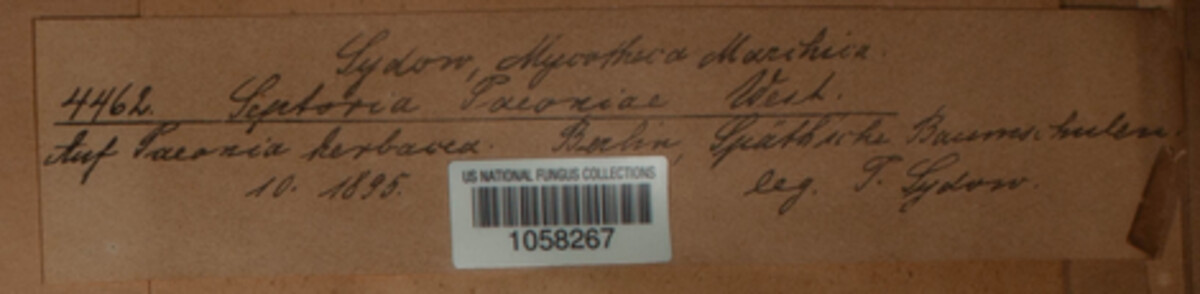 Sydow, Mycotheca Marchica.
4462. Septoria Paeoniae West.
Auf Paeonia herbacea. Berlin, Späth'sche Baumschulen.
10. 1895. leg. P. Sydow.
US NATIONAL FUNGUS COLLECTIONS
1058267